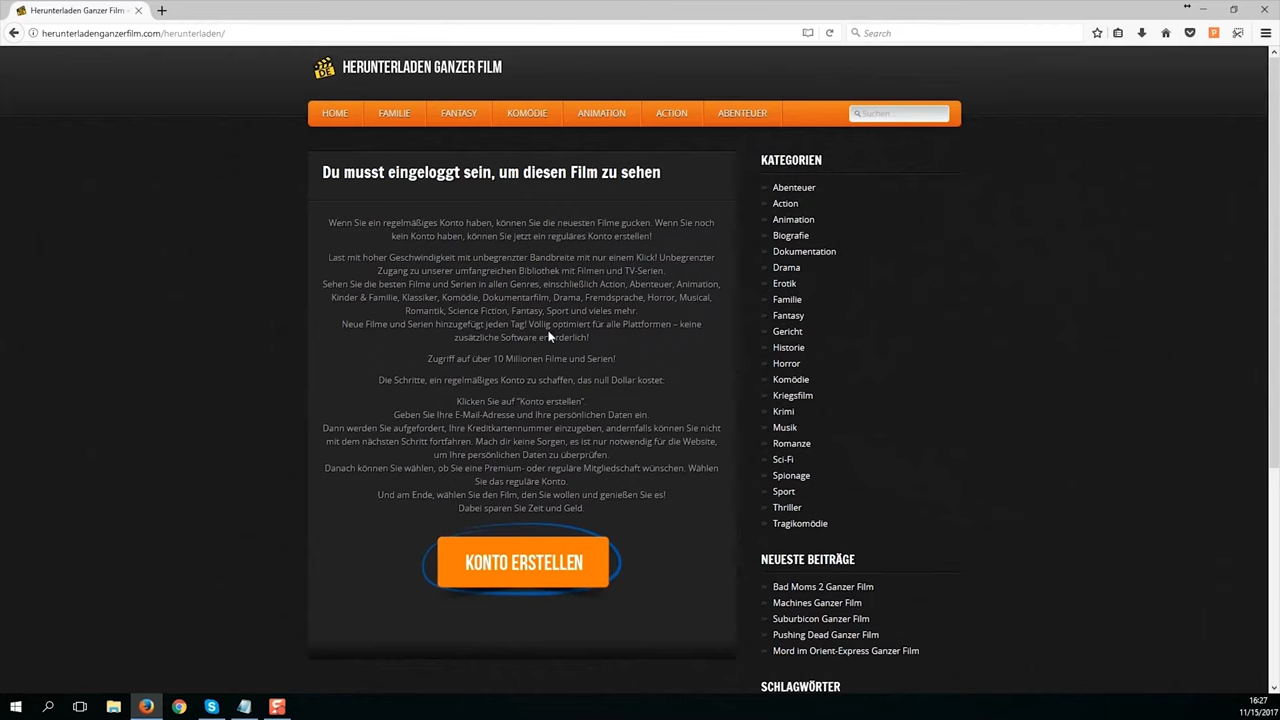 Herunterladen Ganzer Film -
herunterladenganzerfilm.com/herunterladen/
Search
HERUNTERLADEN GANZER FILM
HOME
FAMILIE
FANTASY
KOMÖDIE
ANIMATION
ACTION
ABENTEUER
Suchen...
Du musst eingeloggt sein, um diesen Film zu sehen
Wenn Sie ein regelmäßiges Konto haben, können Sie die neuesten Filme gucken. Wenn Sie noch
kein Konto haben, können Sie jetzt ein reguläres Konto erstellen!
Last mit hoher Geschwindigkeit mit unbegrenzter Bandbreite mit nur einem Klick! Unbegrenzter
Zugang zu unserer umfangreichen Bibliothek mit Filmen und TV-Serien.
Sehen Sie die besten Filme und Serien in allen Genres, einschließlich Action, Abenteuer, Animation,
Kinder & Familie, Klassiker, Komödie, Dokumentarfilm, Drama, Fremdsprache, Horror, Musical,
Romantik, Science Fiction, Fantasy, Sport und vieles mehr.
Neue Filme und Serien hinzugefügt jeden Tag! Völlig optimiert für alle Plattformen – keine
zusätzliche Software erforderlich!
Zugriff auf über 10 Millionen Filme und Serien!
Die Schritte, ein regelmäßiges Konto zu schaffen, das null Dollar kostet:
Klicken Sie auf "Konto erstellen".
Geben Sie Ihre E-Mail-Adresse und Ihre persönlichen Daten ein.
Dann werden Sie aufgefordert, Ihre Kreditkartennummer einzugeben, andernfalls können Sie nicht
mit dem nächsten Schritt fortfahren. Mach dir keine Sorgen, es ist nur notwendig für die Website,
um Ihre persönlichen Daten zu überprüfen.
Danach können Sie wählen, ob Sie eine Premium- oder reguläre Mitgliedschaft wünschen. Wählen
Sie das reguläre Konto.
Und am Ende, wählen Sie den Film, den Sie wollen und genießen Sie es!
Dabei sparen Sie Zeit und Geld.
KONTO ERSTELLEN
KATEGORIEN
Abenteuer
Action
Animation
Biografie
Dokumentation
Drama
Erotik
Familie
Fantasy
Gericht
Historie
Horror
Komödie
Kriegsfilm
Krimi
Musik
Romanze
Sci-Fi
Spionage
Sport
Thriller
Tragikomödie
NEUESTE BEITRÄGE
Bad Moms 2 Ganzer Film
Machines Ganzer Film
Suburbicon Ganzer Film
Pushing Dead Ganzer Film
Mord im Orient-Express Ganzer Film
SCHLAGWÖRTER
16:27
11/15/2017